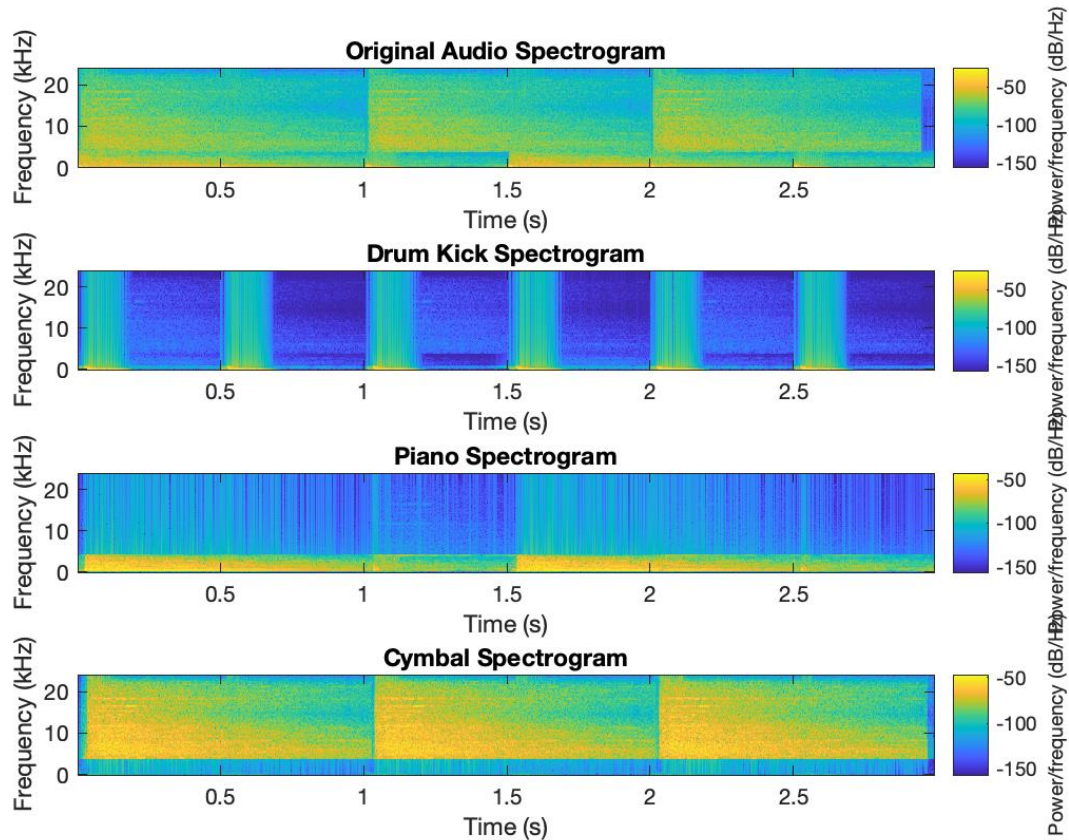 Original Audio Spectrogram
Frequency (kHz)
20
10
0
0.5
1
1.5
2
2.5
Time (s)
-50
-100
-150
Power/frequency (dB/Hz)
Drum Kick Spectrogram
Frequency (kHz)
20
10
0
0.5
1
1.5
2
2.5
Time (s)
-50
-100
-150
Power/frequency (dB/Hz)
Piano Spectrogram
Frequency (kHz)
20
10
0
0.5
1
1.5
2
2.5
Time (s)
-50
-100
-150
Power/frequency (dB/Hz)
Cymbal Spectrogram
Frequency (kHz)
20
10
0
0.5
1
1.5
2
2.5
Time (s)
-50
-100
-150
Power/frequency (dB/Hz)